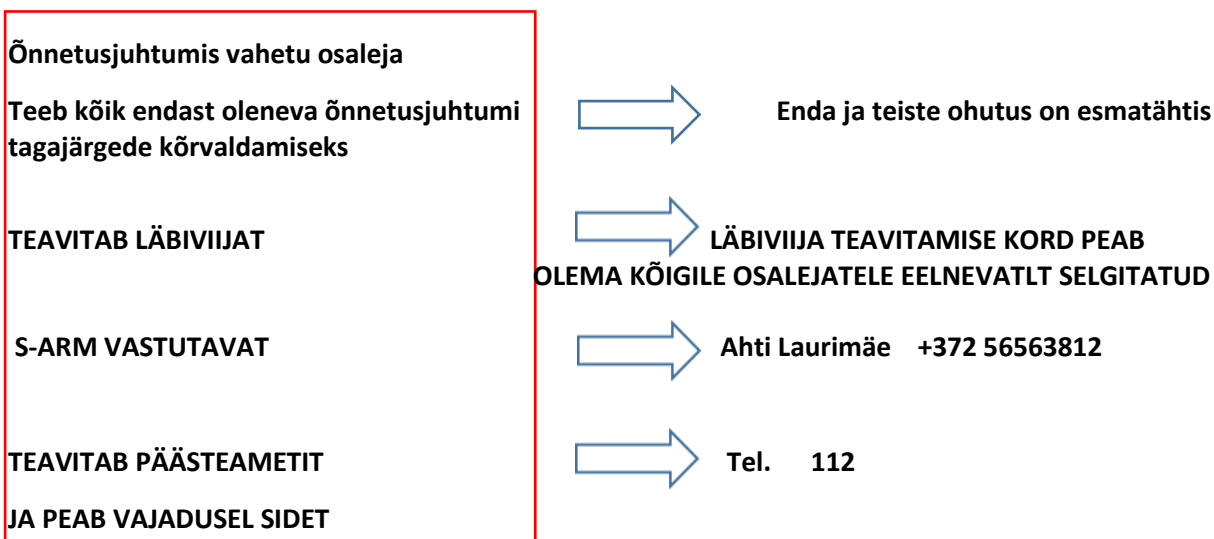 Õnnetusjuhtumis vahetu osaleja
Teeb kõik endast oleneva õnnetusjuhtumi
tagajärgede kõrvaldamiseks
Enda ja teiste ohutus on esmatähtis
TEAVITAB LÄBIVIIJAT
LÄBIVIIJA TEAVITAMISE KORD PEAB
OLEMA KÕIGILE OSALEJATELE EELNEVATLT SELGITATUD
S-ARM VASTUTAVAT
Ahti Laurimäe +372 56563812
TEAVITAB PÄÄSTEAMETIT
Tel. 112
JA PEAB VAJADUSEL SIDET